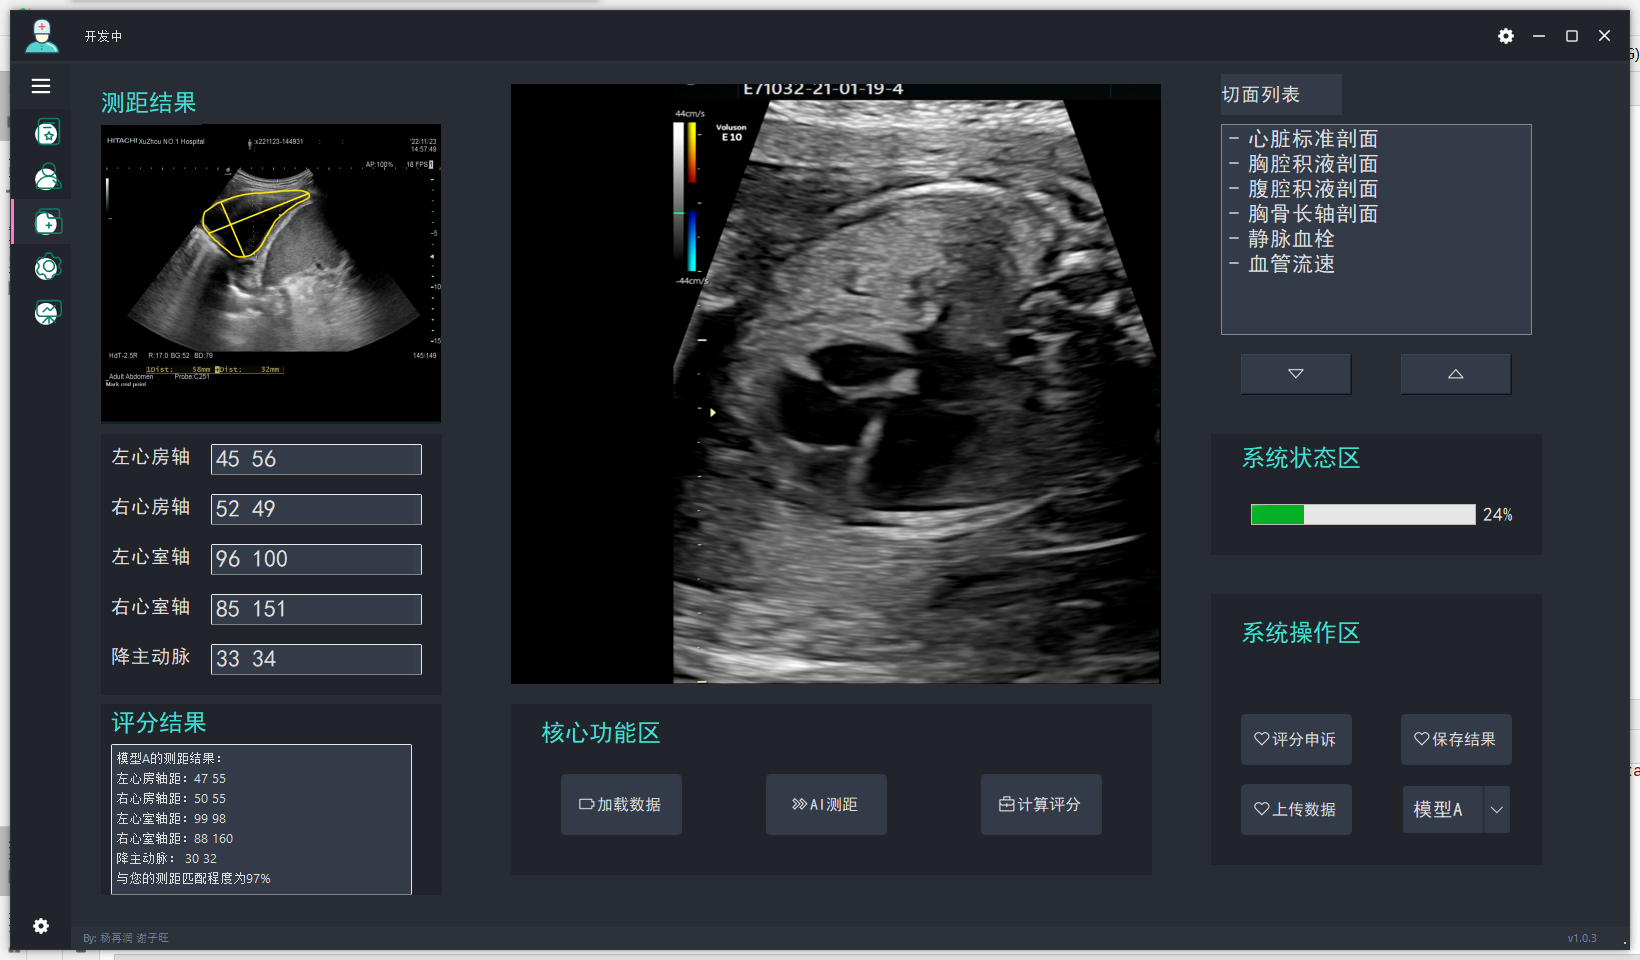 开发中
测距结果
HITACHI XuZhou NO.1 Hospital
:x221123-144931
'22/11/23
14:57:49
AP:100%
18 FPS
-5
-10
-15
HdT-2.5R
R:17.0 BG:52 BD:79
145/149
1Dist: 58mm
Dist: 32mm
Adult Abdomen
Probe:C251
Mark end point
左心房轴
45 56
右心房轴
52 49
左心室轴
96 100
右心室轴
85 151
降主动脉
33 34
评分结果
模型A的测距结果：
左心房轴距：47 55
右心房轴距：50 55
左心室轴距：99 98
右心室轴距：88 160
降主动脉： 30 32
与您的测距匹配程度为97%
E71032-21-01-19-4
44cm/s
Voluson
E 10
-44cm/s
核心功能区
加载数据
AI测距
计算评分
切面列表
- 心脏标准剖面
- 胸腔积液剖面
- 腹腔积液剖面
- 胸骨长轴剖面
- 静脉血栓
- 血管流速
系统状态区
24%
系统操作区
评分申诉
保存结果
上传数据
模型A
By: 杨再润 谢子旺
v1.0.3